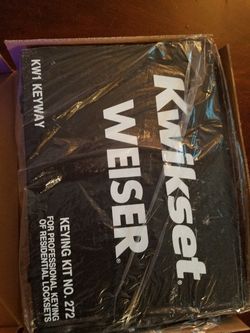 Kwikset®
WEISER®
KW1 KEYWAY
KEYING KIT NO. 272
FOR PROFESSIONAL KEYING
OF RESIDENTIAL LOCKSETS